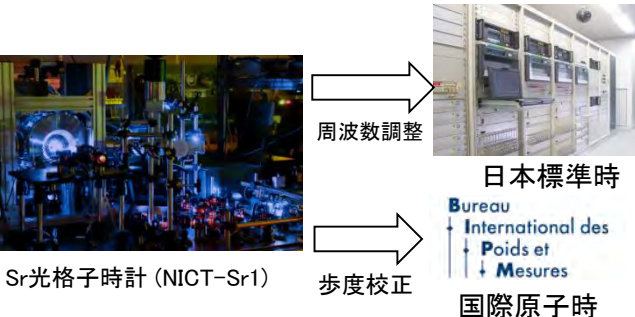 周波数調整
日本標準時
Sr光格子時計 (NICT-Sr1)
歩度校正
Bureau
International des
Poids et
Mesures
国際原子時